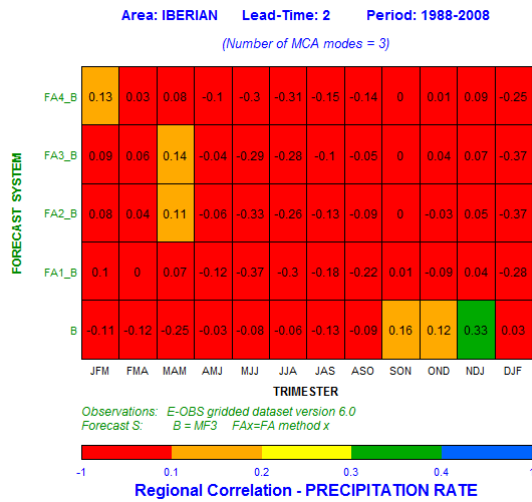 Area: IBERIAN Lead-Time: 2 Period: 1988-2008
(Number of MCA modes = 3)
FORECAST SYSTEM
FA4_B 0.13 0.03 0.08 -0.1 -0.3 -0.31 -0.15 -0.14 0 0.01 0.09 -0.25
FA3_B 0.09 0.06 0.14 -0.04 -0.29 -0.28 -0.1 -0.05 0 0.04 0.07 -0.37
FA2_B 0.08 0.04 0.11 -0.06 -0.33 -0.26 -0.13 -0.09 0 -0.03 0.05 -0.37
FA1_B 0.1 0 0.07 -0.12 -0.37 -0.3 -0.18 -0.22 0.01 -0.09 0.04 -0.28
B -0.11 -0.12 -0.25 -0.03 -0.08 -0.06 -0.13 -0.09 0.16 0.12 0.33 0.03
JFM FMA MAM AMJ MJJ JJA JAS ASO SON OND NDJ DJF
TRIMESTER
Observations: E-OBS gridded dataset version 6.0
Forecast S: B = MF3 FAx=FA method x
-1 0.1 0.2 0.3 0.4 1
Regional Correlation - PRECIPITATION RATE